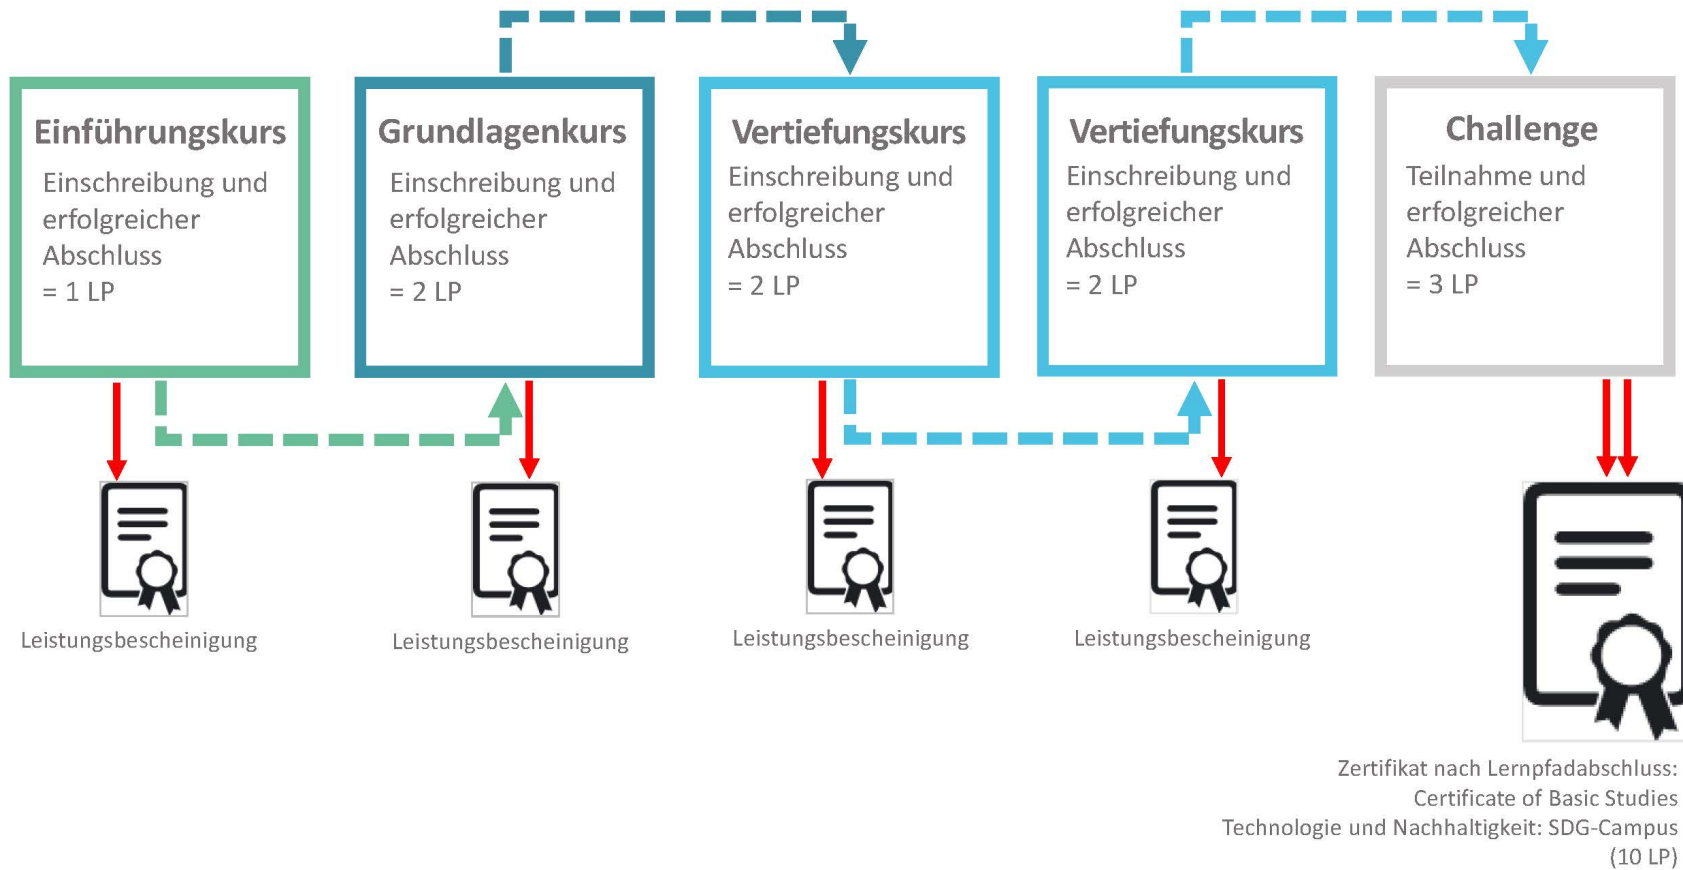 Einführungskurs
Einschreibung und
erfolgreicher
Abschluss
= 1 LP
Grundlagenkurs
Einschreibung und
erfolgreicher
Abschluss
= 2 LP
Vertiefungskurs
Einschreibung und
erfolgreicher
Abschluss
= 2 LP
Vertiefungskurs
Einschreibung und
erfolgreicher
Abschluss
= 2 LP
Challenge
Teilnahme und
erfolgreicher
Abschluss
= 3 LP
Leistungsbescheinigung
Leistungsbescheinigung
Leistungsbescheinigung
Leistungsbescheinigung
Zertifikat nach Lernpfadabschluss:
Certificate of Basic Studies
Technologie und Nachhaltigkeit: SDG-Campus
(10 LP)